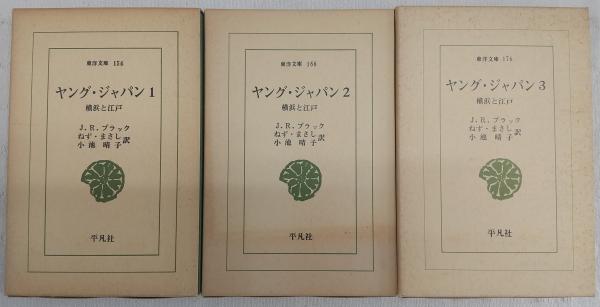 東洋文庫 156
ヤング・ジャパン 1
横浜と江戸
J. R. ブラック
ねず・まさし
小池 晴子 訳
平凡社
東洋文庫 166
ヤング・ジャパン 2
横浜と江戸
J. R. ブラック
ねず・まさし
小池 晴子 訳
平凡社
東洋文庫 176
ヤング・ジャパン 3
横浜と江戸
J. R. ブラック
ねず・まさし
小池 晴子 訳
平凡社